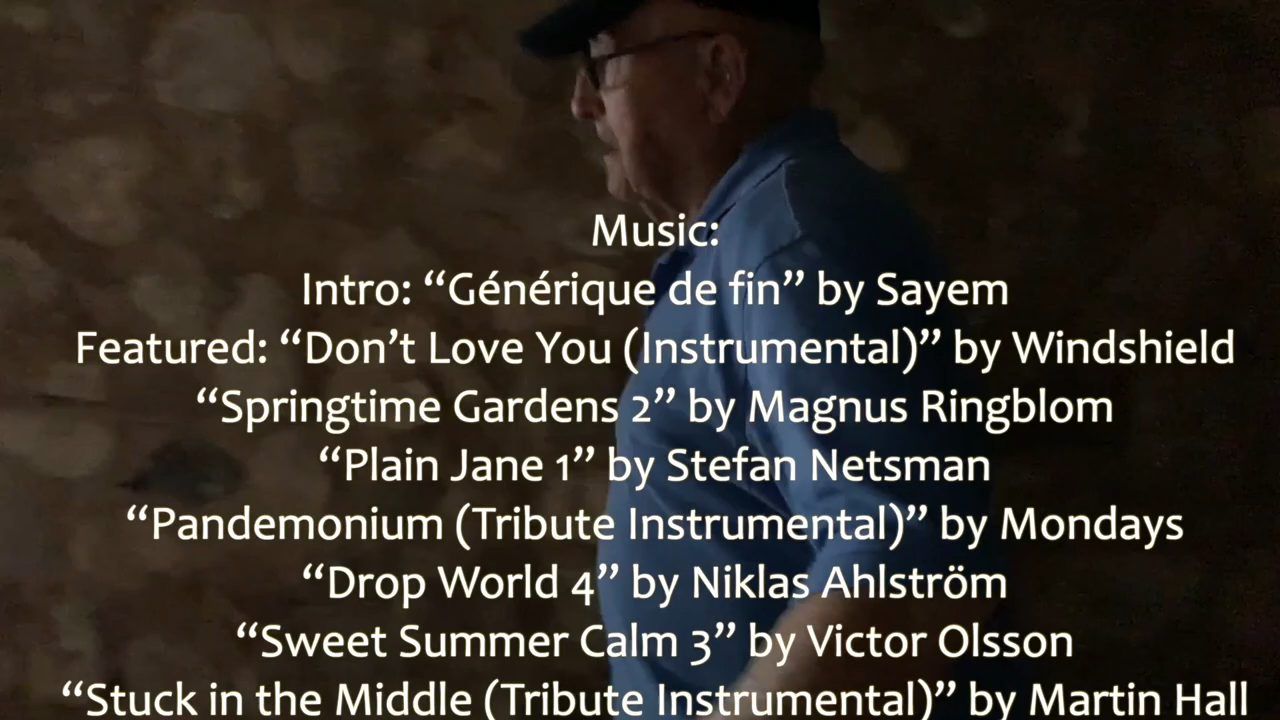 Music:
Intro: “Générique de fin” by Sayem
Featured: “Don’t Love You (Instrumental)” by Windshield
“Springtime Gardens 2” by Magnus Ringblom
“Plain Jane 1” by Stefan Netsman
“Pandemonium (Tribute Instrumental)” by Mondays
“Drop World 4” by Niklas Ahlström
“Sweet Summer Calm 3” by Victor Olsson
“Stuck in the Middle (Tribute Instrumental)” by Martin Hall